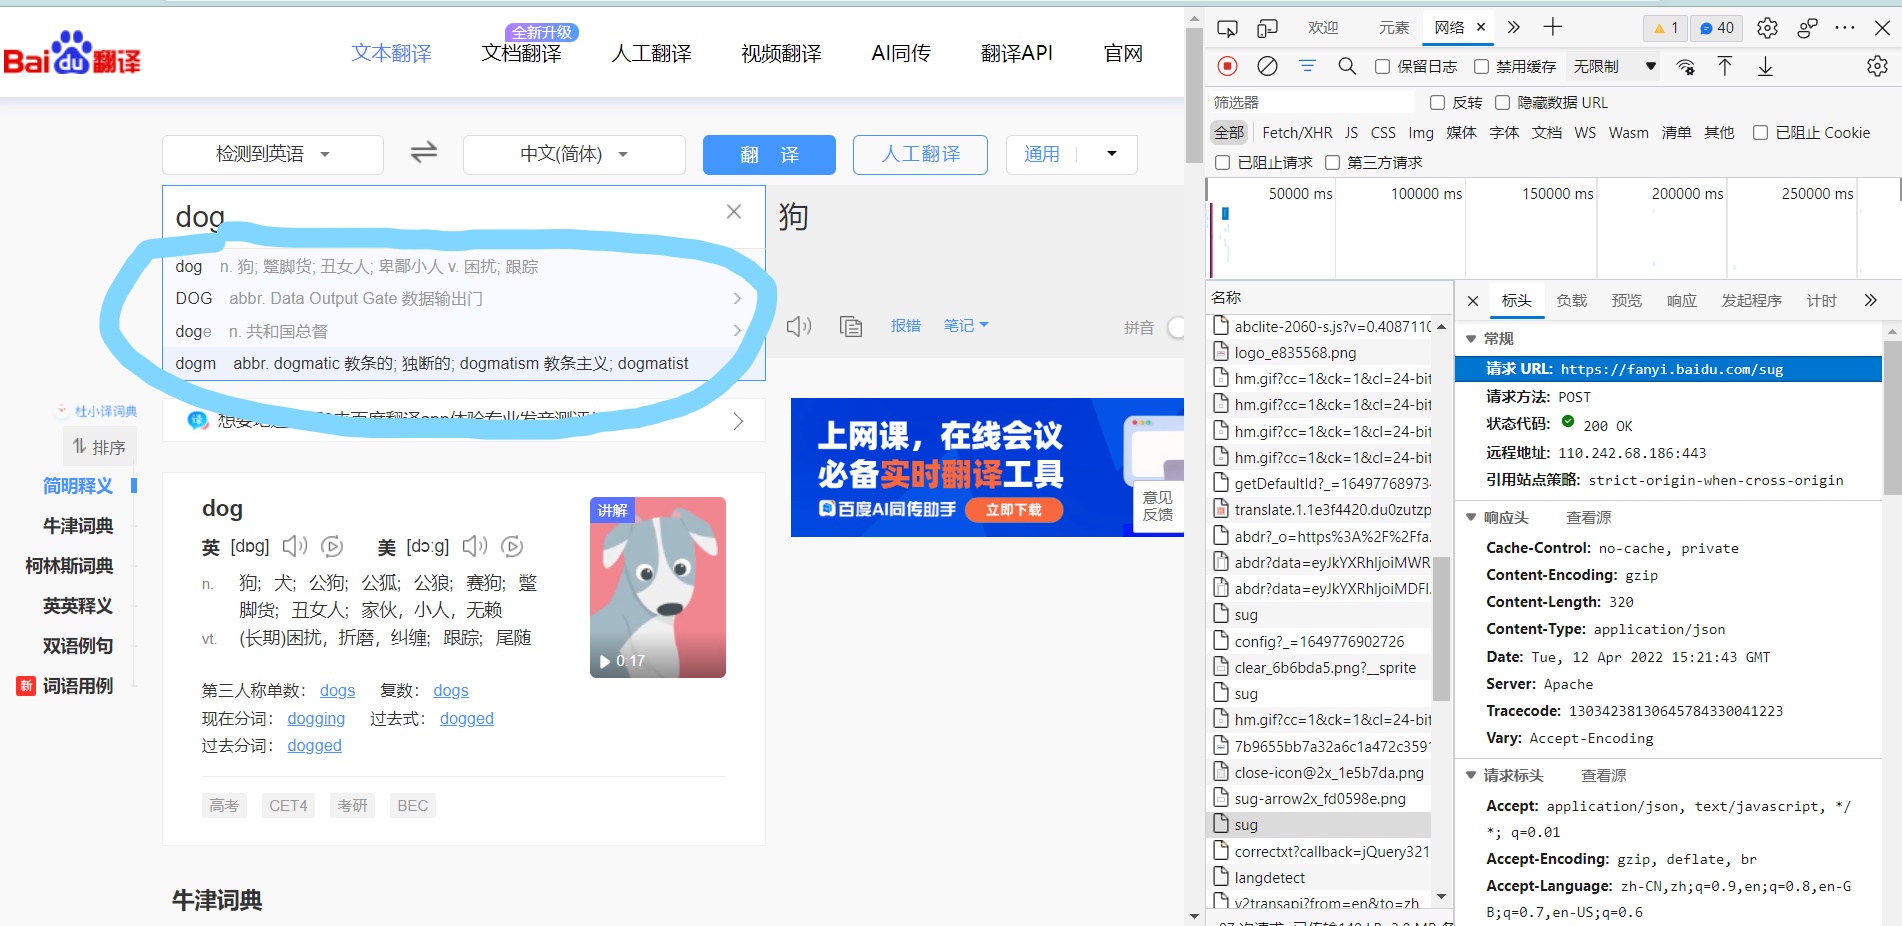 Baidu翻译
全新升级
文本翻译 文档翻译 人工翻译 视频翻译 AI同传 翻译API 官网
检测到英语 中文(简体) 翻 译 人工翻译 通用
dog
狗
dog n. 狗; 蹩脚货; 丑女人; 卑鄙小人 v. 困扰; 跟踪
DOG abbr. Data Output Gate 数据输出门
doge n. 共和国总督
dogm abbr. dogmatic 教条的; 独断的; dogmatism 教条主义; dogmatist
报错 笔记 拼音
杜小译词典
排序
简明释义
牛津词典
柯林斯词典
英英释义
双语例句
新 词语用例
上网课，在线会议
必备实时翻译工具
百度AI同传助手 立即下载
意见
反馈
dog
英 [dɒg] 美 [dɔːg]
n. 狗; 犬; 公狗; 公狐; 公狼; 赛狗; 蹩
脚货; 丑女人; 家伙，小人，无赖
vt. (长期)困扰，折磨，纠缠; 跟踪; 尾随
讲解
0:17
第三人称单数: dogs 复数: dogs
现在分词: dogging 过去式: dogged
过去分词: dogged
高考 CET4 考研 BEC
牛津词典
欢迎 元素 网络 1 40
保留日志 禁用缓存 无限制
筛选器 反转 隐藏数据 URL
全部 Fetch/XHR JS CSS Img 媒体 字体 文档 WS Wasm 清单 其他 已阻止 Cookie
已阻止请求 第三方请求
50000 ms 100000 ms 150000 ms 200000 ms 250000 ms
名称
abclite-2060-s.js?v=0.4087110
logo_e835568.png
hm.gif?cc=1&ck=1&cl=24-bit
hm.gif?cc=1&ck=1&cl=24-bit
hm.gif?cc=1&ck=1&cl=24-bit
hm.gif?cc=1&ck=1&cl=24-bit
getDefaultId?_=164977689734
translate.1.1e3f4420.du0zutzp
abdr?_o=https%3A%2F%2Ffa.
abdr?data=eyJkYXRhIjoiMWR
abdr?data=eyJkYXRhIjoiMDFI.
sug
config?_=1649776902726
clear_6b6bda5.png?__sprite
sug
hm.gif?cc=1&ck=1&cl=24-bit
7b9655bb7a32a6c1a472c3591
close-icon@2x_1e5b7da.png
sug-arrow2x_fd0598e.png
sug
correctxt?callback=jQuery321
langdetect
v2transapi?from=en&to=zh
标头 负载 预览 响应 发起程序 计时
常规
请求 URL: https://fanyi.baidu.com/sug
请求方法: POST
状态代码: 200 OK
远程地址: 110.242.68.186:443
引用站点策略: strict-origin-when-cross-origin
响应头 查看源
Cache-Control: no-cache, private
Content-Encoding: gzip
Content-Length: 320
Content-Type: application/json
Date: Tue, 12 Apr 2022 15:21:43 GMT
Server: Apache
Tracecode: 13034238130645784330041223
Vary: Accept-Encoding
请求标头 查看源
Accept: application/json, text/javascript, */
*; q=0.01
Accept-Encoding: gzip, deflate, br
Accept-Language: zh-CN,zh;q=0.9,en;q=0.8,en-G
B;q=0.7,en-US;q=0.6